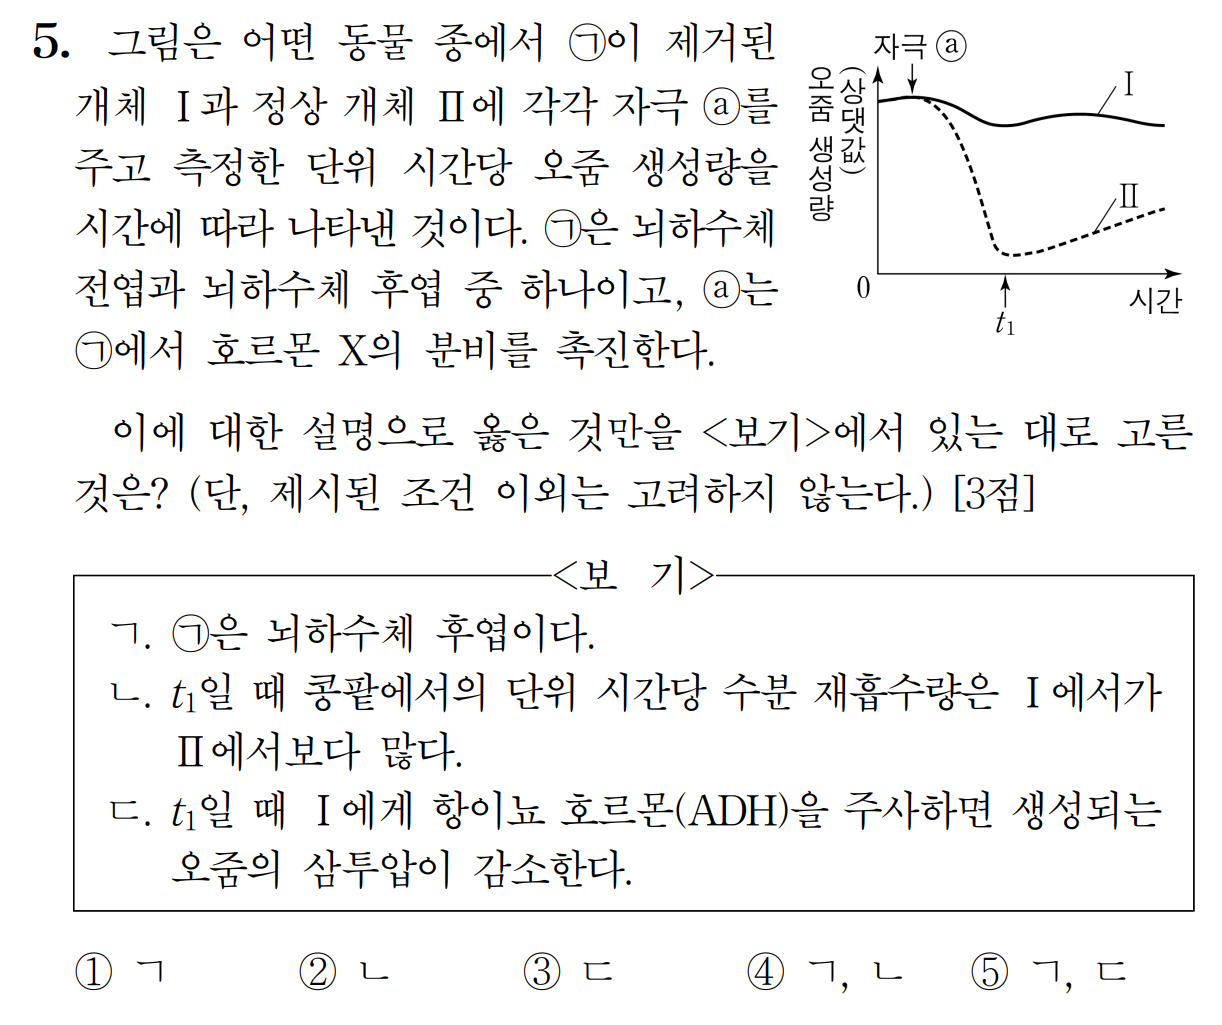 5. 그림은 어떤 동물 종에서 ㉠이 제거된
개체 Ⅰ과 정상 개체 Ⅱ에 각각 자극 ⓐ를
주고 측정한 단위 시간당 오줌 생성량을
시간에 따라 나타낸 것이다. ㉠은 뇌하수체
전엽과 뇌하수체 후엽 중 하나이고, ⓐ는
㉠에서 호르몬 X의 분비를 촉진한다.
자극 ⓐ
오줌 생성량
(상댓값)
Ⅰ
Ⅱ
0
t₁
시간
이에 대한 설명으로 옳은 것만을 <보기>에서 있는 대로 고른
것은? (단, 제시된 조건 이외는 고려하지 않는다.) [3점]
<보 기>
ㄱ. ㉠은 뇌하수체 후엽이다.
ㄴ. t₁일 때 콩팥에서의 단위 시간당 수분 재흡수량은 Ⅰ에서가
Ⅱ에서보다 많다.
ㄷ. t₁일 때 Ⅰ에게 항이뇨 호르몬(ADH)을 주사하면 생성되는
오줌의 삼투압이 감소한다.
① ㄱ ② ㄴ ③ ㄷ ④ ㄱ, ㄴ ⑤ ㄱ, ㄷ